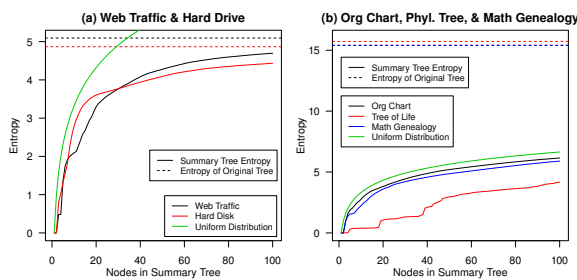 (a) Web Traffic & Hard Drive
Entropy
5
4
3
2
1
0
Summary Tree Entropy
Entropy of Original Tree
Web Traffic
Hard Disk
Uniform Distribution
0 20 40 60 80 100
Nodes in Summary Tree
(b) Org Chart, Phyl. Tree, & Math Genealogy
Entropy
15
10
5
0
Summary Tree Entropy
Entropy of Original Tree
Org Chart
Tree of Life
Math Genealogy
Uniform Distribution
0 20 40 60 80 100
Nodes in Summary Tree